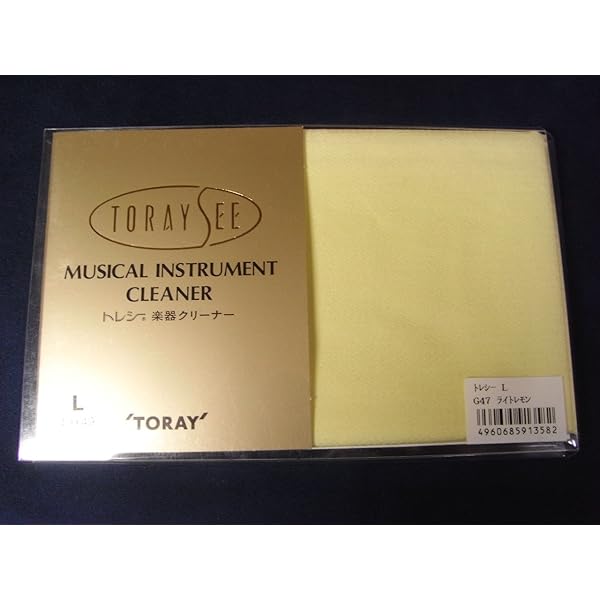 TORAYSEE
MUSICAL INSTRUMENT
CLEANER
トレシー® 楽器クリーナー
L
'TORAY'
トレシー L
G47 ライトレモン
4960685913582